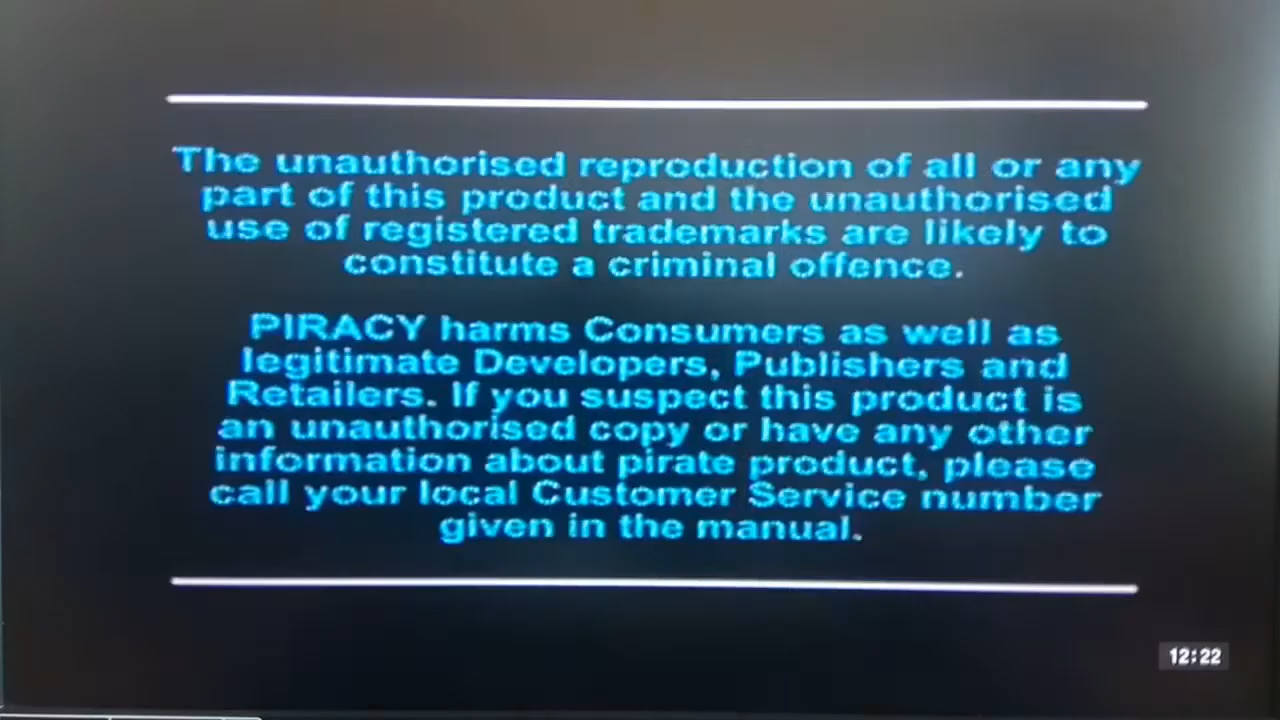 The unauthorised reproduction of all or any
part of this product and the unauthorised
use of registered trademarks are likely to
constitute a criminal offence.
PIRACY harms Consumers as well as
legitimate Developers, Publishers and
Retailers. If you suspect this product is
an unauthorised copy or have any other
information about pirate product, please
call your local Customer Service number
given in the manual.
12:22